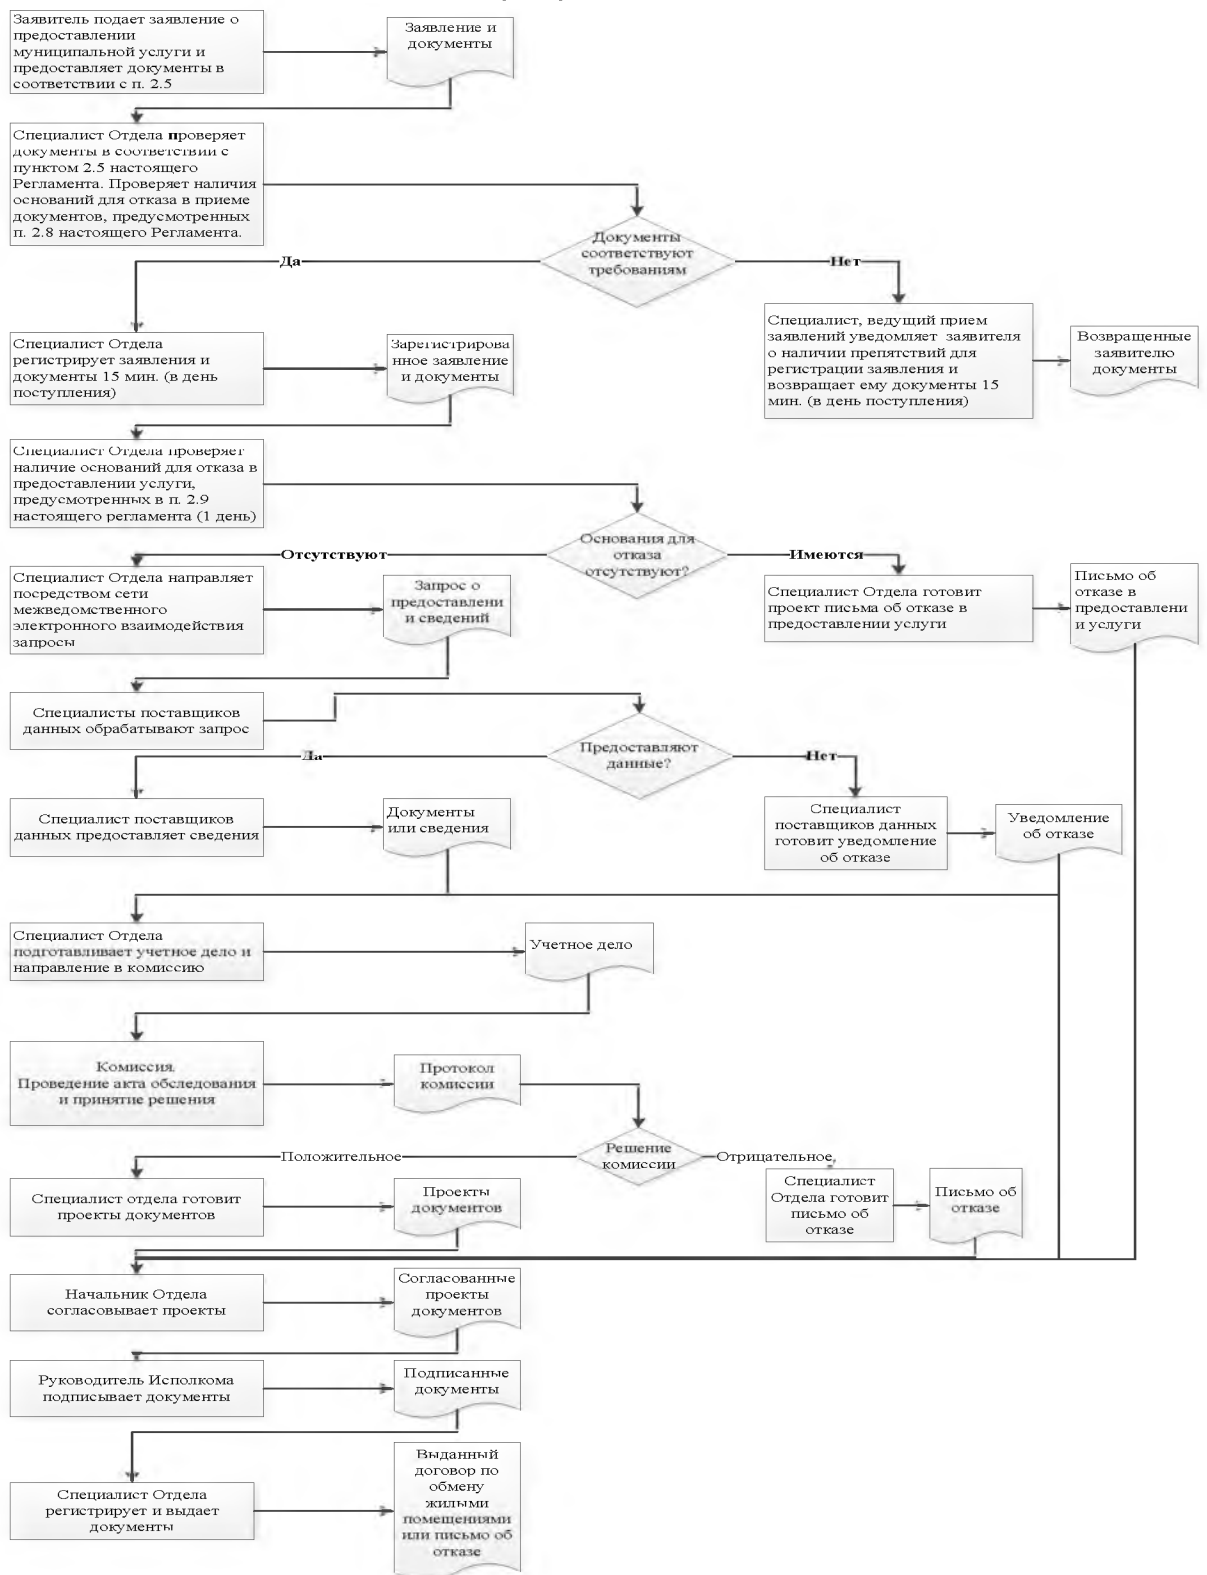 Заявитель подает заявление о
предоставлении
муниципальной услуги и
предоставляет документы в
соответствии с п. 2.5
Заявление и
документы
Специалист Отдела проверяет
документы в соответствии с
пунктом 2.5 настоящего
Регламента. Проверяет наличия
оснований для отказа в приеме
документов, предусмотренных
п. 2.8 настоящего Регламента.
Документы
соответствуют
требованиям
Да
Нет
Специалист Отдела
регистрирует заявления и
документы 15 мин. (в день
поступления)
Зарегистрирова
нное заявление
и документы
Специалист, ведущий прием
заявлений уведомляет заявителя
о наличии препятствий для
регистрации заявления и
возвращает ему документы 15
мин. (в день поступления)
Возвращенные
заявителю
документы
Специалист Отдела проверяет
наличие оснований для отказа в
предоставлении услуги,
предусмотренных в п. 2.9
настоящего регламента (1 день)
Основания для
отказа
отсутствуют?
Отсутствуют
Имеются
Специалист Отдела направляет
посредством сети
межведомственного
электронного взаимодействия
запросы
Запрос о
предоставлени
и сведений
Специалист Отдела готовит
проект письма об отказе в
предоставлении услуги
Письмо об
отказе в
предоставлени
и услуги
Специалисты поставщиков
данных обрабатывают запрос
Предоставляют
данные?
Да
Нет
Специалист поставщиков
данных предоставляет сведения
Документы
или сведения
Специалист
поставщиков данных
готовит уведомление
об отказе
Уведомление
об отказе
Специалист Отдела
подготавливает учетное дело и
направление в комиссию
Учетное дело
Комиссия.
Проведение акта обследования
и принятие решения
Протокол
комиссии
Решение
комиссии
Положительное
Отрицательное,
Специалист отдела готовит
проекты документов
Проекты
документов
Специалист
Отдела готовит
письмо об
отказе
Письмо об
отказе
Начальник Отдела
согласовывает проекты
Согласованные
проекты
документов
Руководитель Исполкома
подписывает документы
Подписанные
документы
Специалист Отдела
регистрирует и выдает
документы
Выданный
договор по
обмену
жилыми
помещениями
или письмо об
отказе